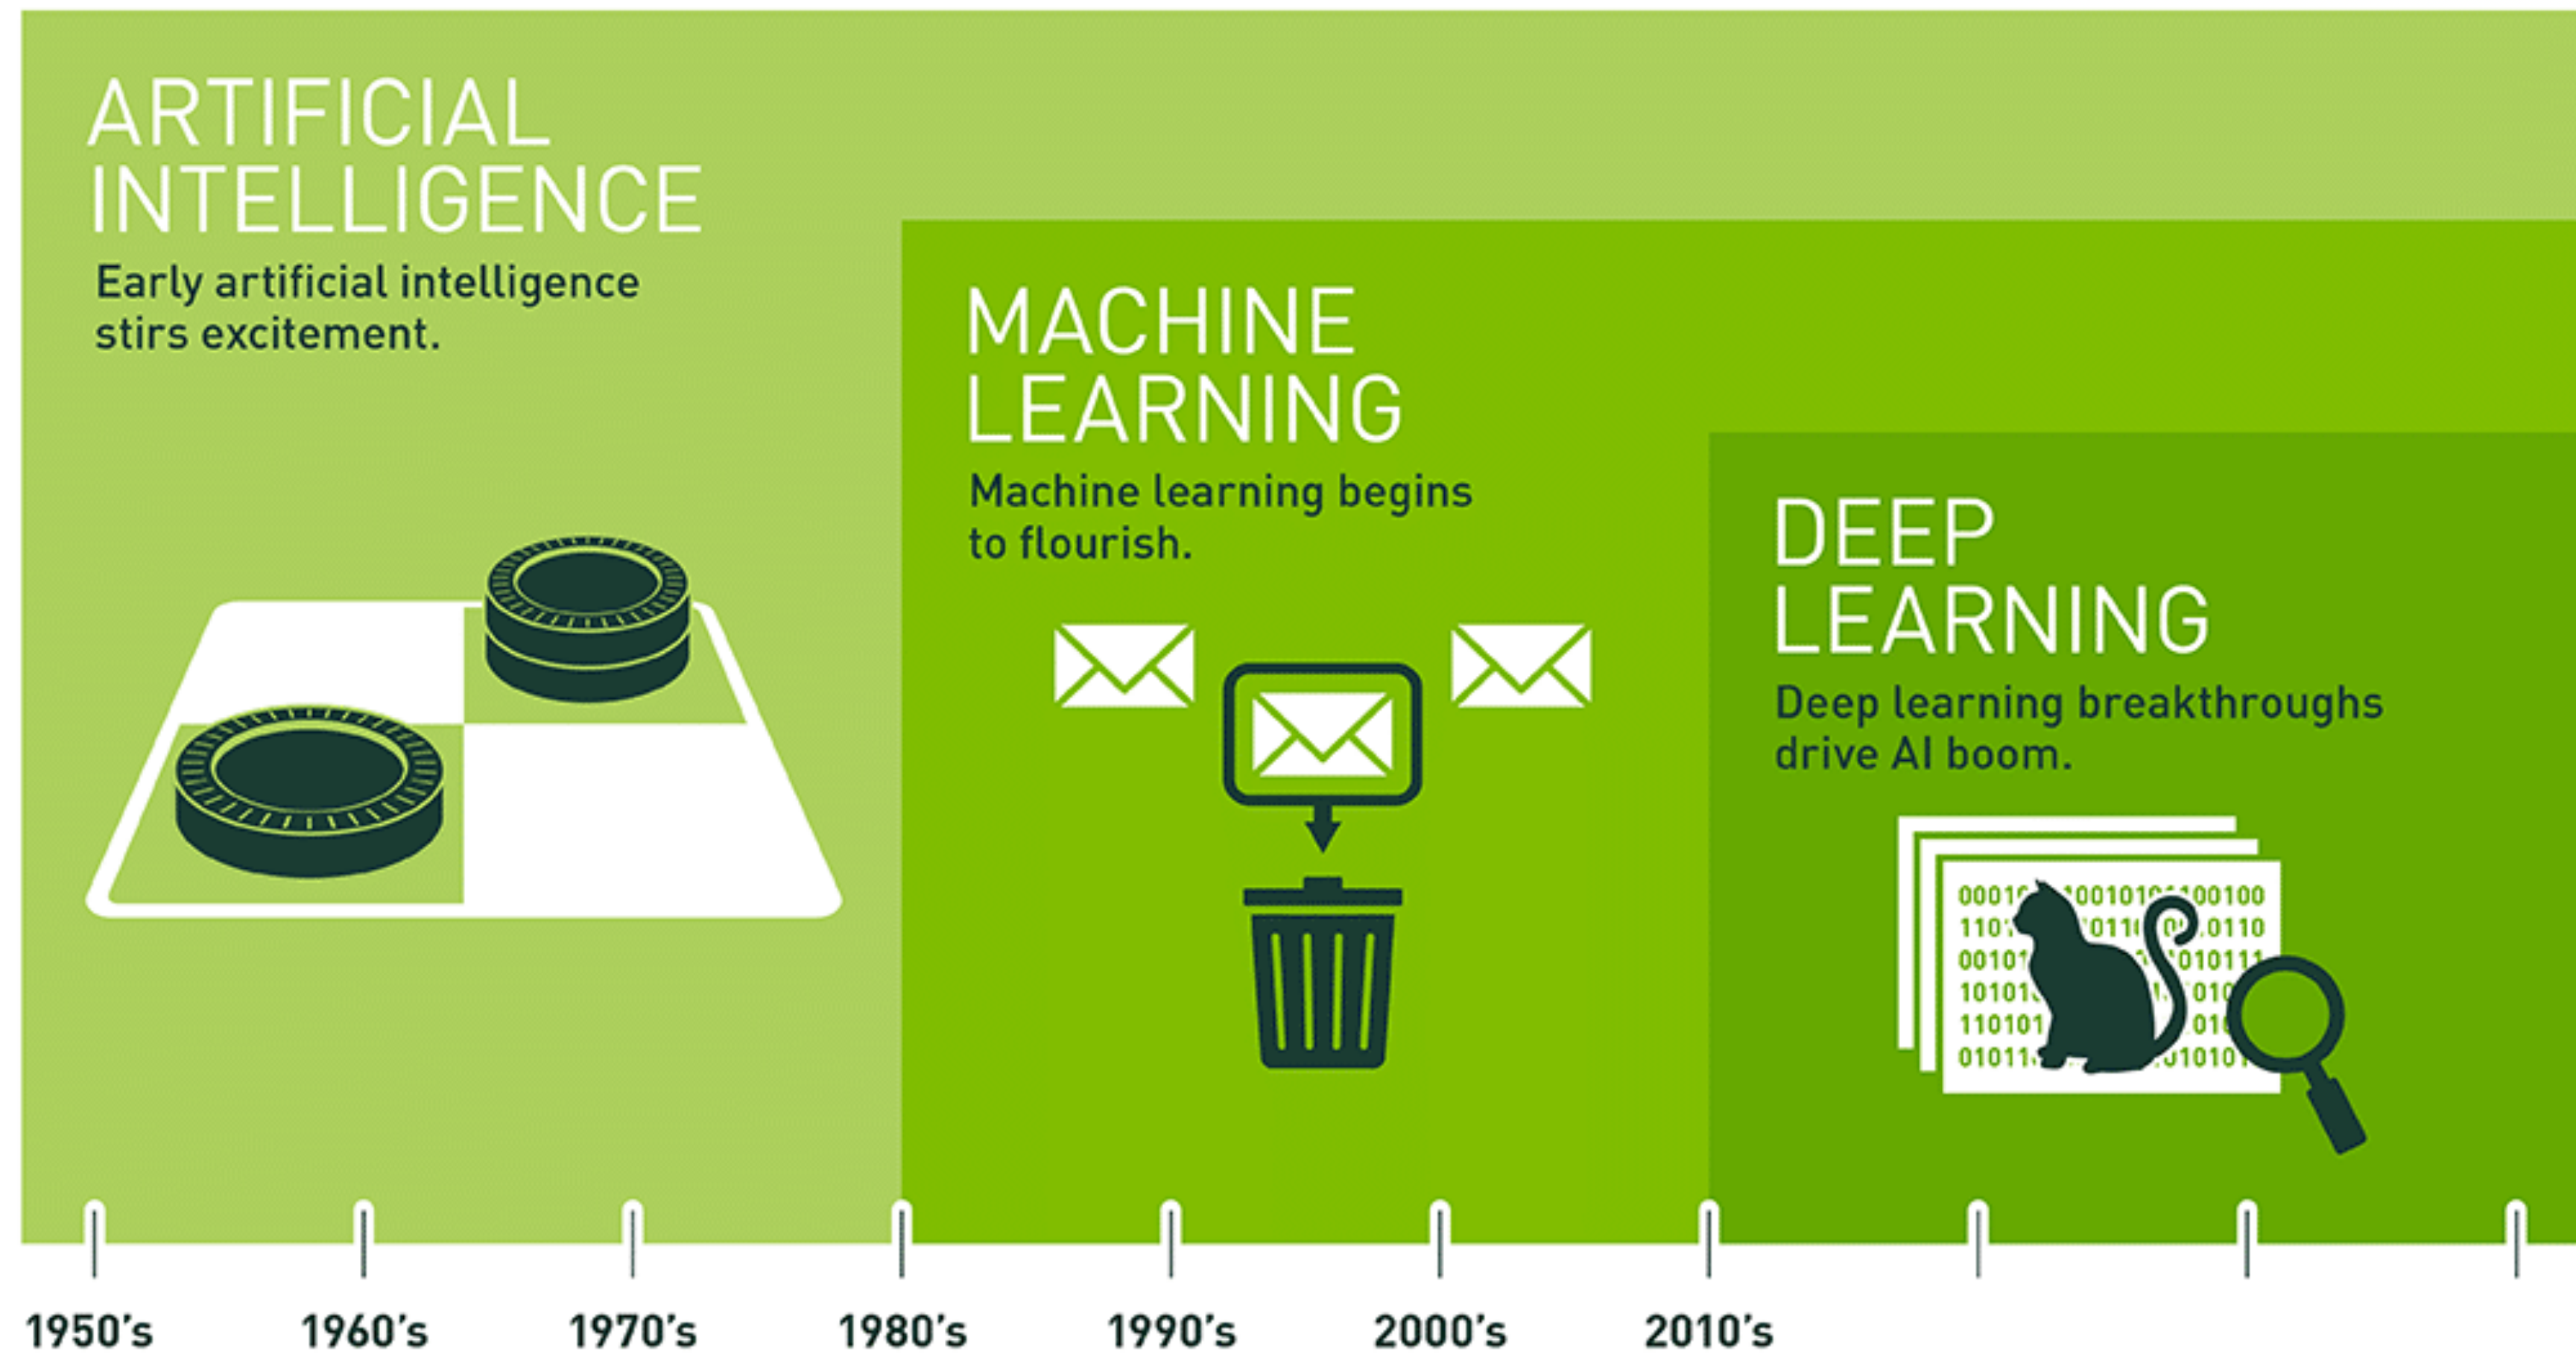 ARTIFICIAL
INTELLIGENCE
Early artificial intelligence
stirs excitement.
MACHINE
LEARNING
Machine learning begins
to flourish.
DEEP
LEARNING
Deep learning breakthroughs
drive AI boom.
1950’s 1960’s 1970’s 1980’s 1990’s 2000’s 2010’s